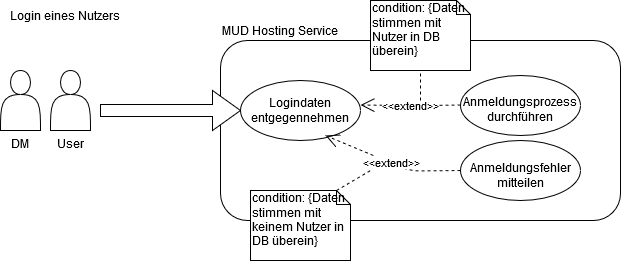 Login eines Nutzers
MUD Hosting Service
condition: {Daten
stimmen mit
Nutzer in DB
überein}
DM
User
Logindaten
entgegennehmen
<<extend>>
Anmeldungsprozess
durchführen
<<extend>>
Anmeldungsfehler
mitteilen
condition: {Daten
stimmen mit
keinem Nutzer in
DB überein}